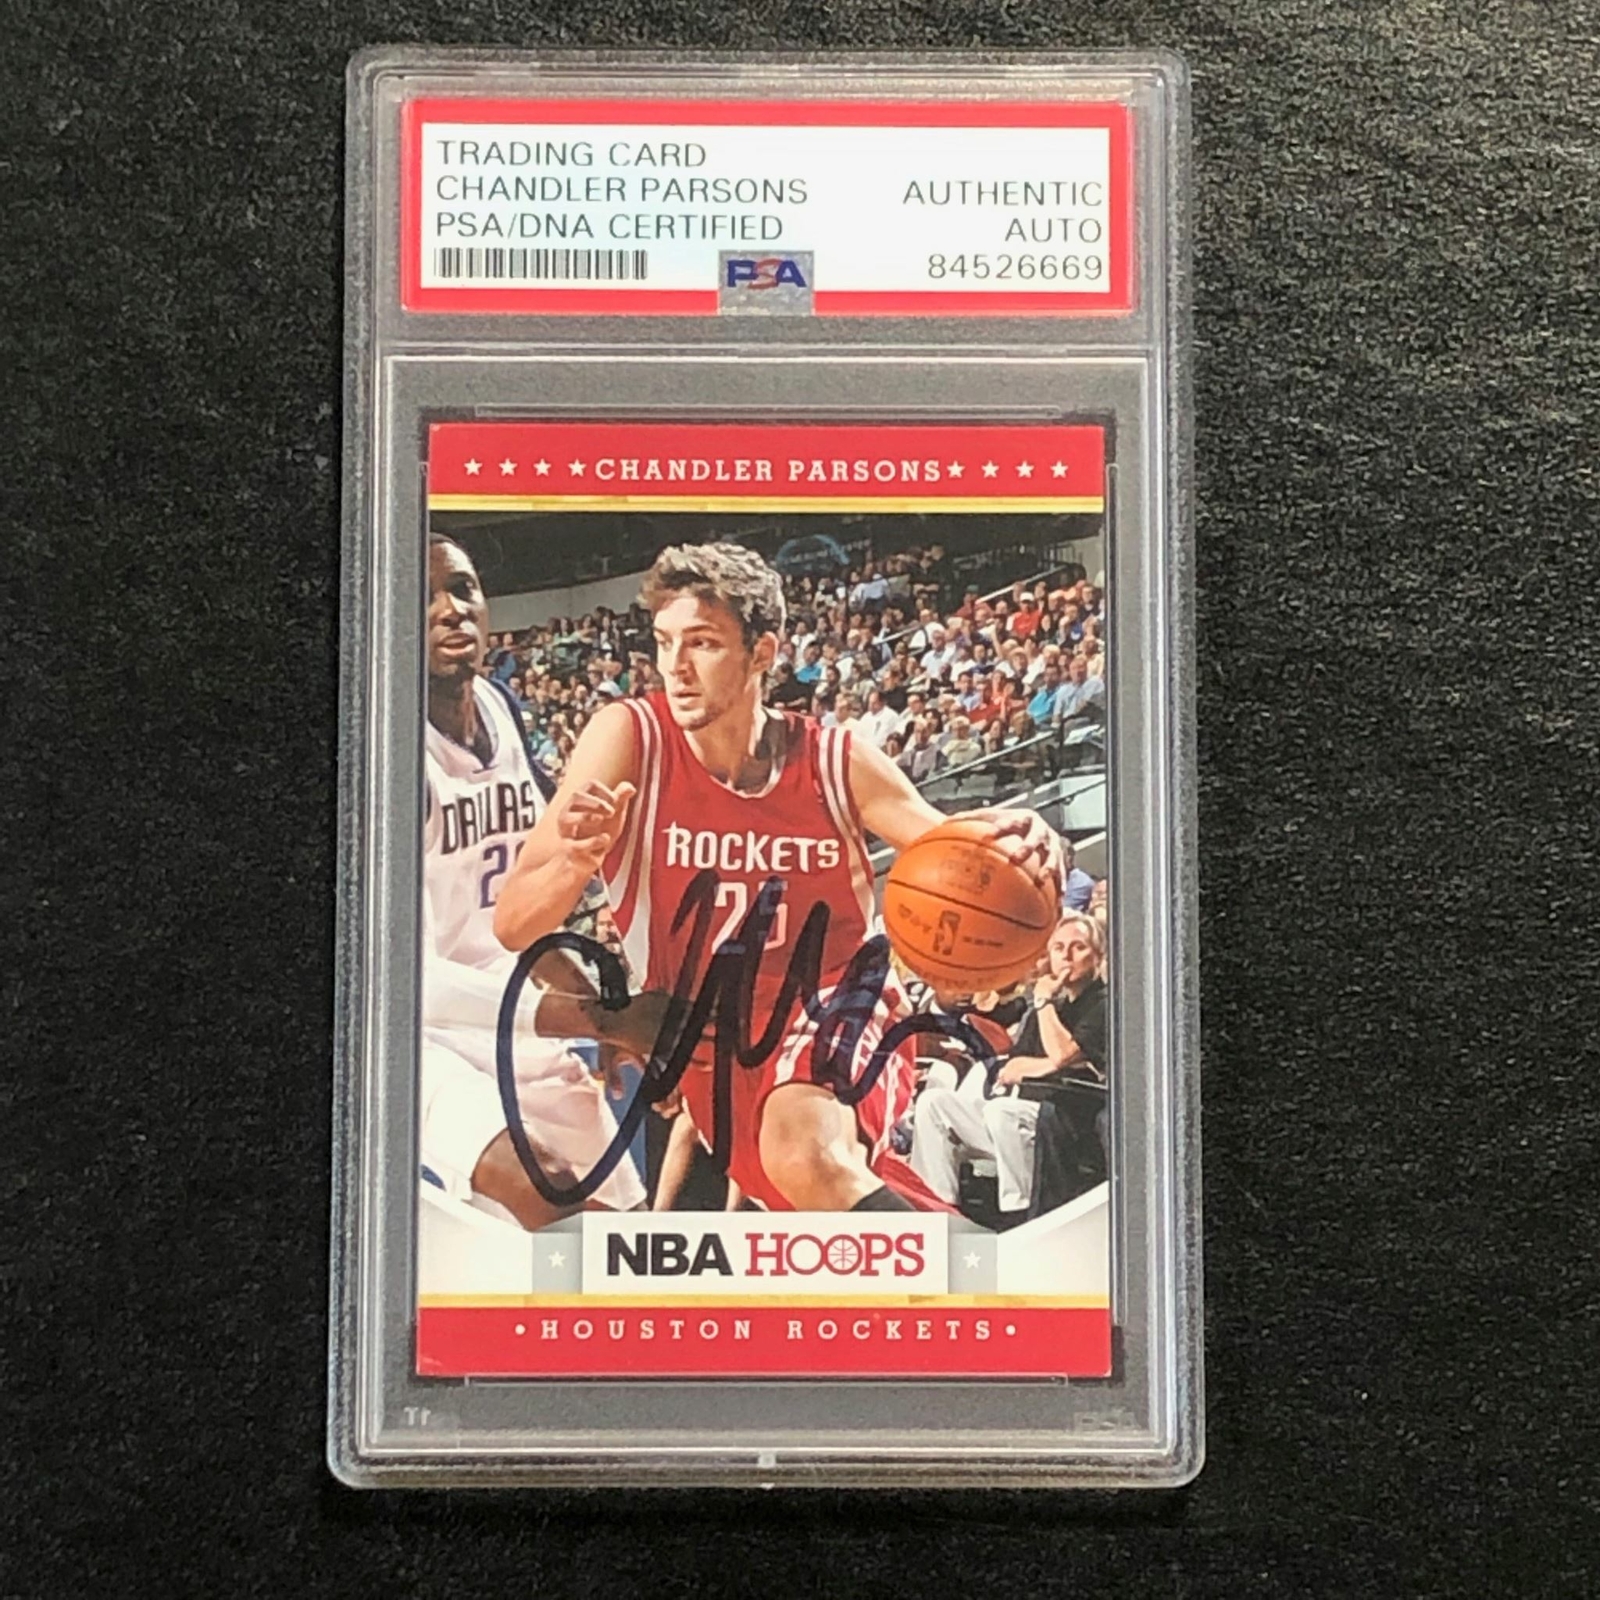 TRADING CARD
CHANDLER PARSONS
PSA/DNA CERTIFIED
AUTHENTIC
AUTO
84526669
PSA
★ ★ ★ ★CHANDLER PARSONS★ ★ ★ ★
DALLAS
ROCKETS
25
NBA HOOPS
•HOUSTON ROCKETS•